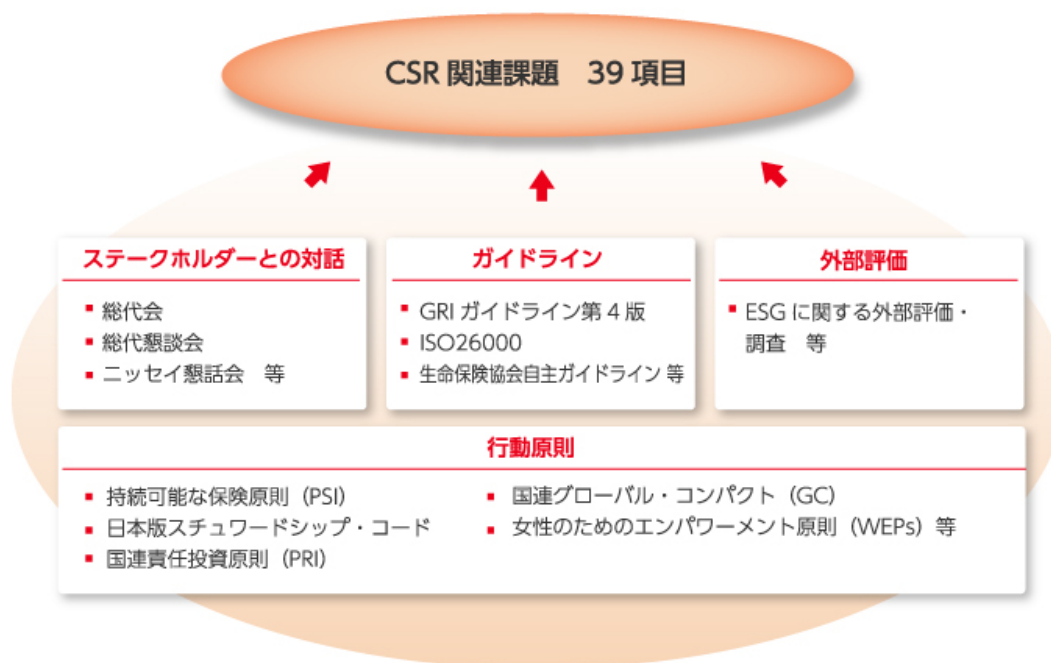 CSR 関連課題　39 項目
ステークホルダーとの対話
▪ 総代会
▪ 総代懇談会
▪ ニッセイ懇話会　等
ガイドライン
▪ GRI ガイドライン第 4 版
▪ ISO26000
▪ 生命保険協会自主ガイドライン 等
外部評価
▪ ESG に関する外部評価・
調査　等
行動原則
▪ 持続可能な保険原則（PSI）
▪ 日本版スチュワードシップ・コード
▪ 国連責任投資原則（PRI）
▪ 国連グローバル・コンパクト（GC）
▪ 女性のためのエンパワーメント原則（WEPs）等